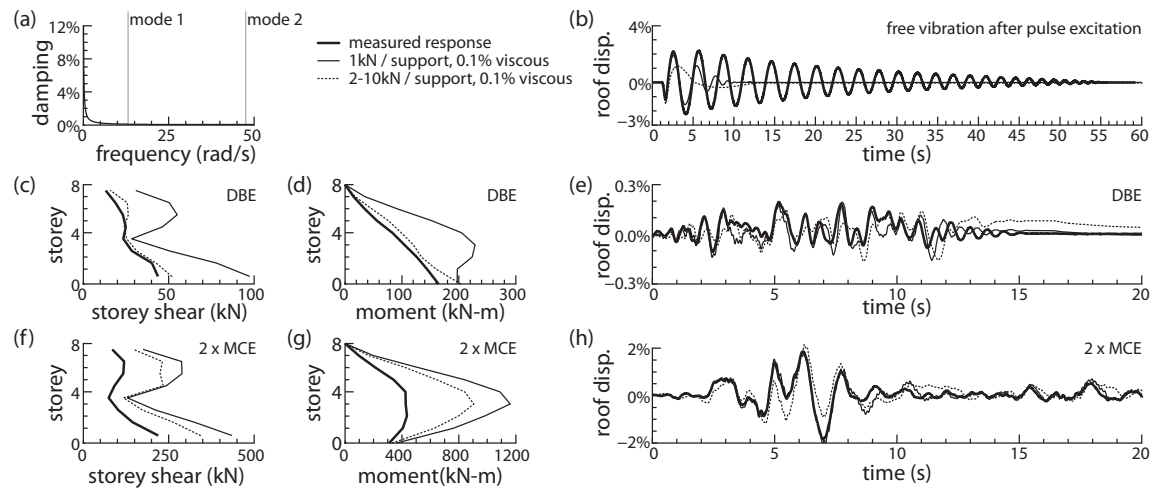 (a)
mode 1
mode 2
12%
8%
4%
0%
damping
0
25
50
frequency (rad/s)
measured response
1kN / support, 0.1% viscous
2-10kN / support, 0.1% viscous
(b)
free vibration after pulse excitation
4%
0%
−3%
roof disp.
0
5
10
15
20
25
30
35
40
45
50
55
60
time (s)
(c)
DBE
8
4
0
storey
0
50
100
storey shear (kN)
(d)
DBE
8
4
0
storey
0
100
200
300
moment (kN-m)
(e)
DBE
0.3%
0.0%
−0.3%
roof disp.
0
5
10
15
20
time (s)
(f)
2 x MCE
8
4
0
storey
0
250
500
storey shear (kN)
(g)
2 x MCE
8
4
0
storey
0
400
800
1200
moment(kN-m)
(h)
2 x MCE
2%
0%
−2%
roof disp.
0
5
10
15
20
time (s)